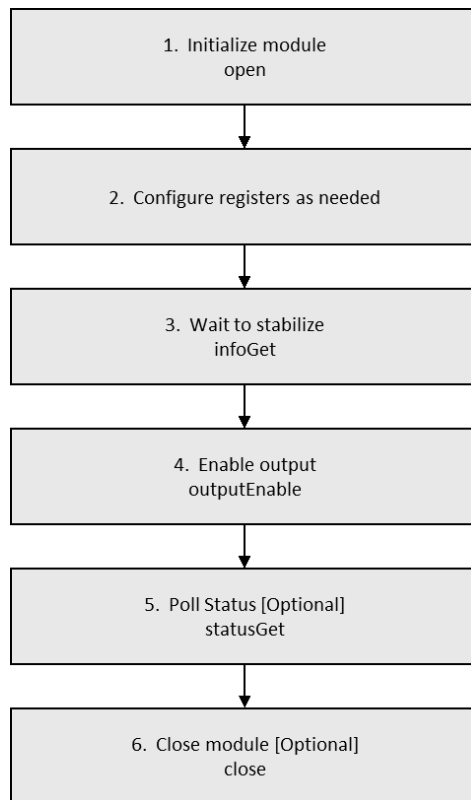 1. Initialize module
open
2. Configure registers as needed
3. Wait to stabilize
infoGet
4. Enable output
outputEnable
5. Poll Status [Optional]
statusGet
6. Close module [Optional]
close